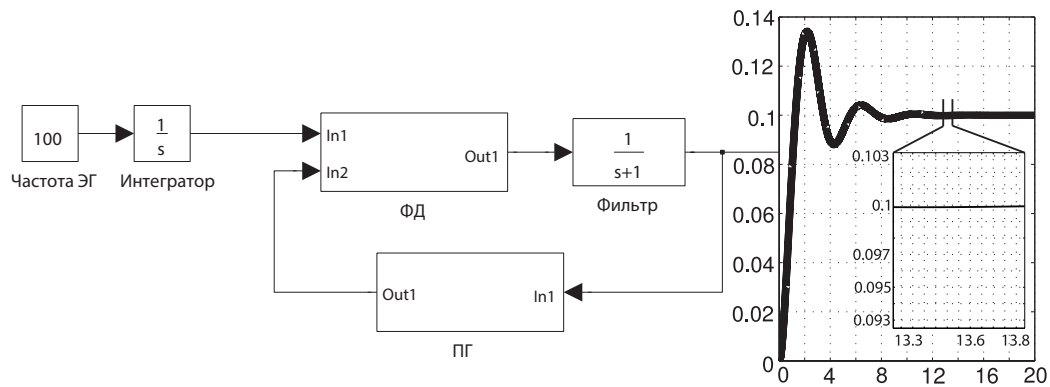 100
Частота ЭГ
1
s
Интегратор
In1
In2
Out1
ФД
1
s+1
Фильтр
Out1
In1
ПГ
0.14
0.12
0.1
0.08
0.06
0.04
0.02
0
0 4 8 12 16 20
0.103
0.1
0.097
0.095
0.093
13.3 13.6 13.8